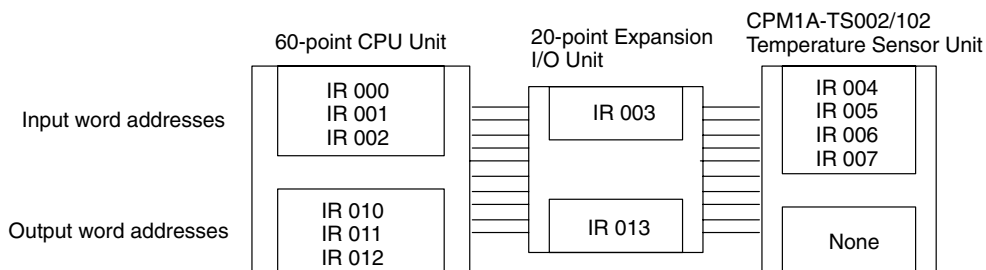 60-point CPU Unit
20-point Expansion
I/O Unit
CPM1A-TS002/102
Temperature Sensor Unit
Input word addresses
IR 000
IR 001
IR 002
IR 003
IR 004
IR 005
IR 006
IR 007
Output word addresses
IR 010
IR 011
IR 012
IR 013
None